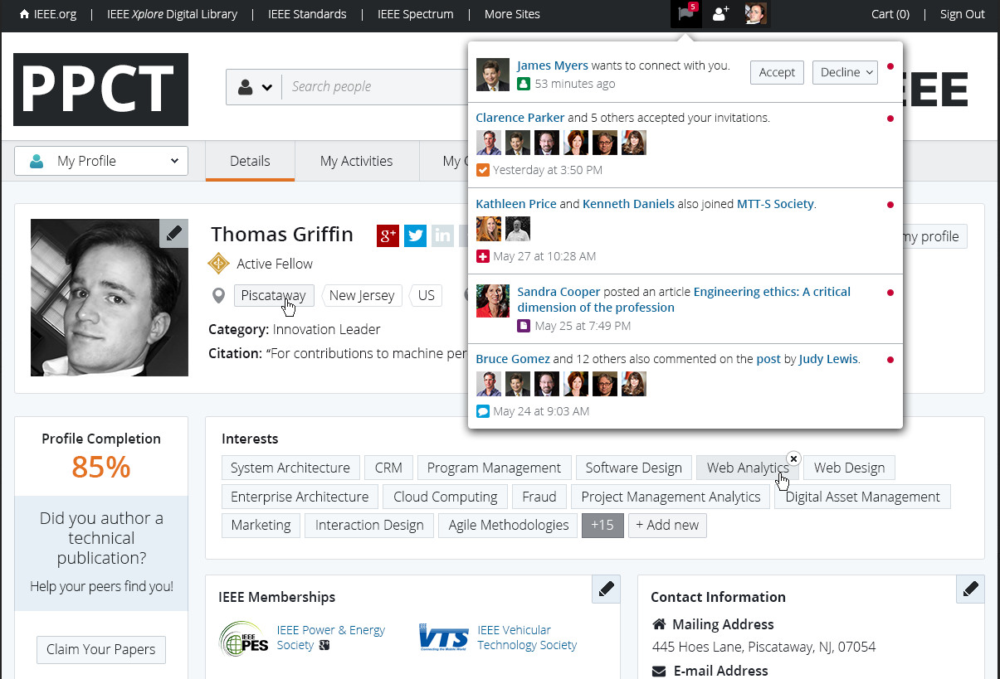 IEEE.org | IEEE Xplore Digital Library | IEEE Standards | IEEE Spectrum | More Sites
5
Cart (0) | Sign Out
PPCT
Search people
EEE
My Profile
Details
My Activities
My C
James Myers wants to connect with you.
53 minutes ago
Accept
Decline
Clarence Parker and 5 others accepted your invitations.
Yesterday at 3:50 PM
Kathleen Price and Kenneth Daniels also joined MTT-S Society.
May 27 at 10:28 AM
Sandra Cooper posted an article Engineering ethics: A critical
dimension of the profession
May 25 at 7:49 PM
Bruce Gomez and 12 others also commented on the post by Judy Lewis.
May 24 at 9:03 AM
Thomas Griffin
g+
in
my profile
Active Fellow
Piscataway
New Jersey
US
Category: Innovation Leader
Citation: “For contributions to machine per
Profile Completion
85%
Did you author a
technical
publication?
Help your peers find you!
Claim Your Papers
Interests
System Architecture
CRM
Program Management
Software Design
Web Analytics
Web Design
Enterprise Architecture
Cloud Computing
Fraud
Project Management Analytics
Digital Asset Management
Marketing
Interaction Design
Agile Methodologies
+15
+ Add new
IEEE Memberships
IEEE
PES
IEEE Power & Energy
Society
VTS
Connecting the Mobile World
IEEE Vehicular
Technology Society
Contact Information
Mailing Address
445 Hoes Lane, Piscataway, NJ, 07054
E-mail Address